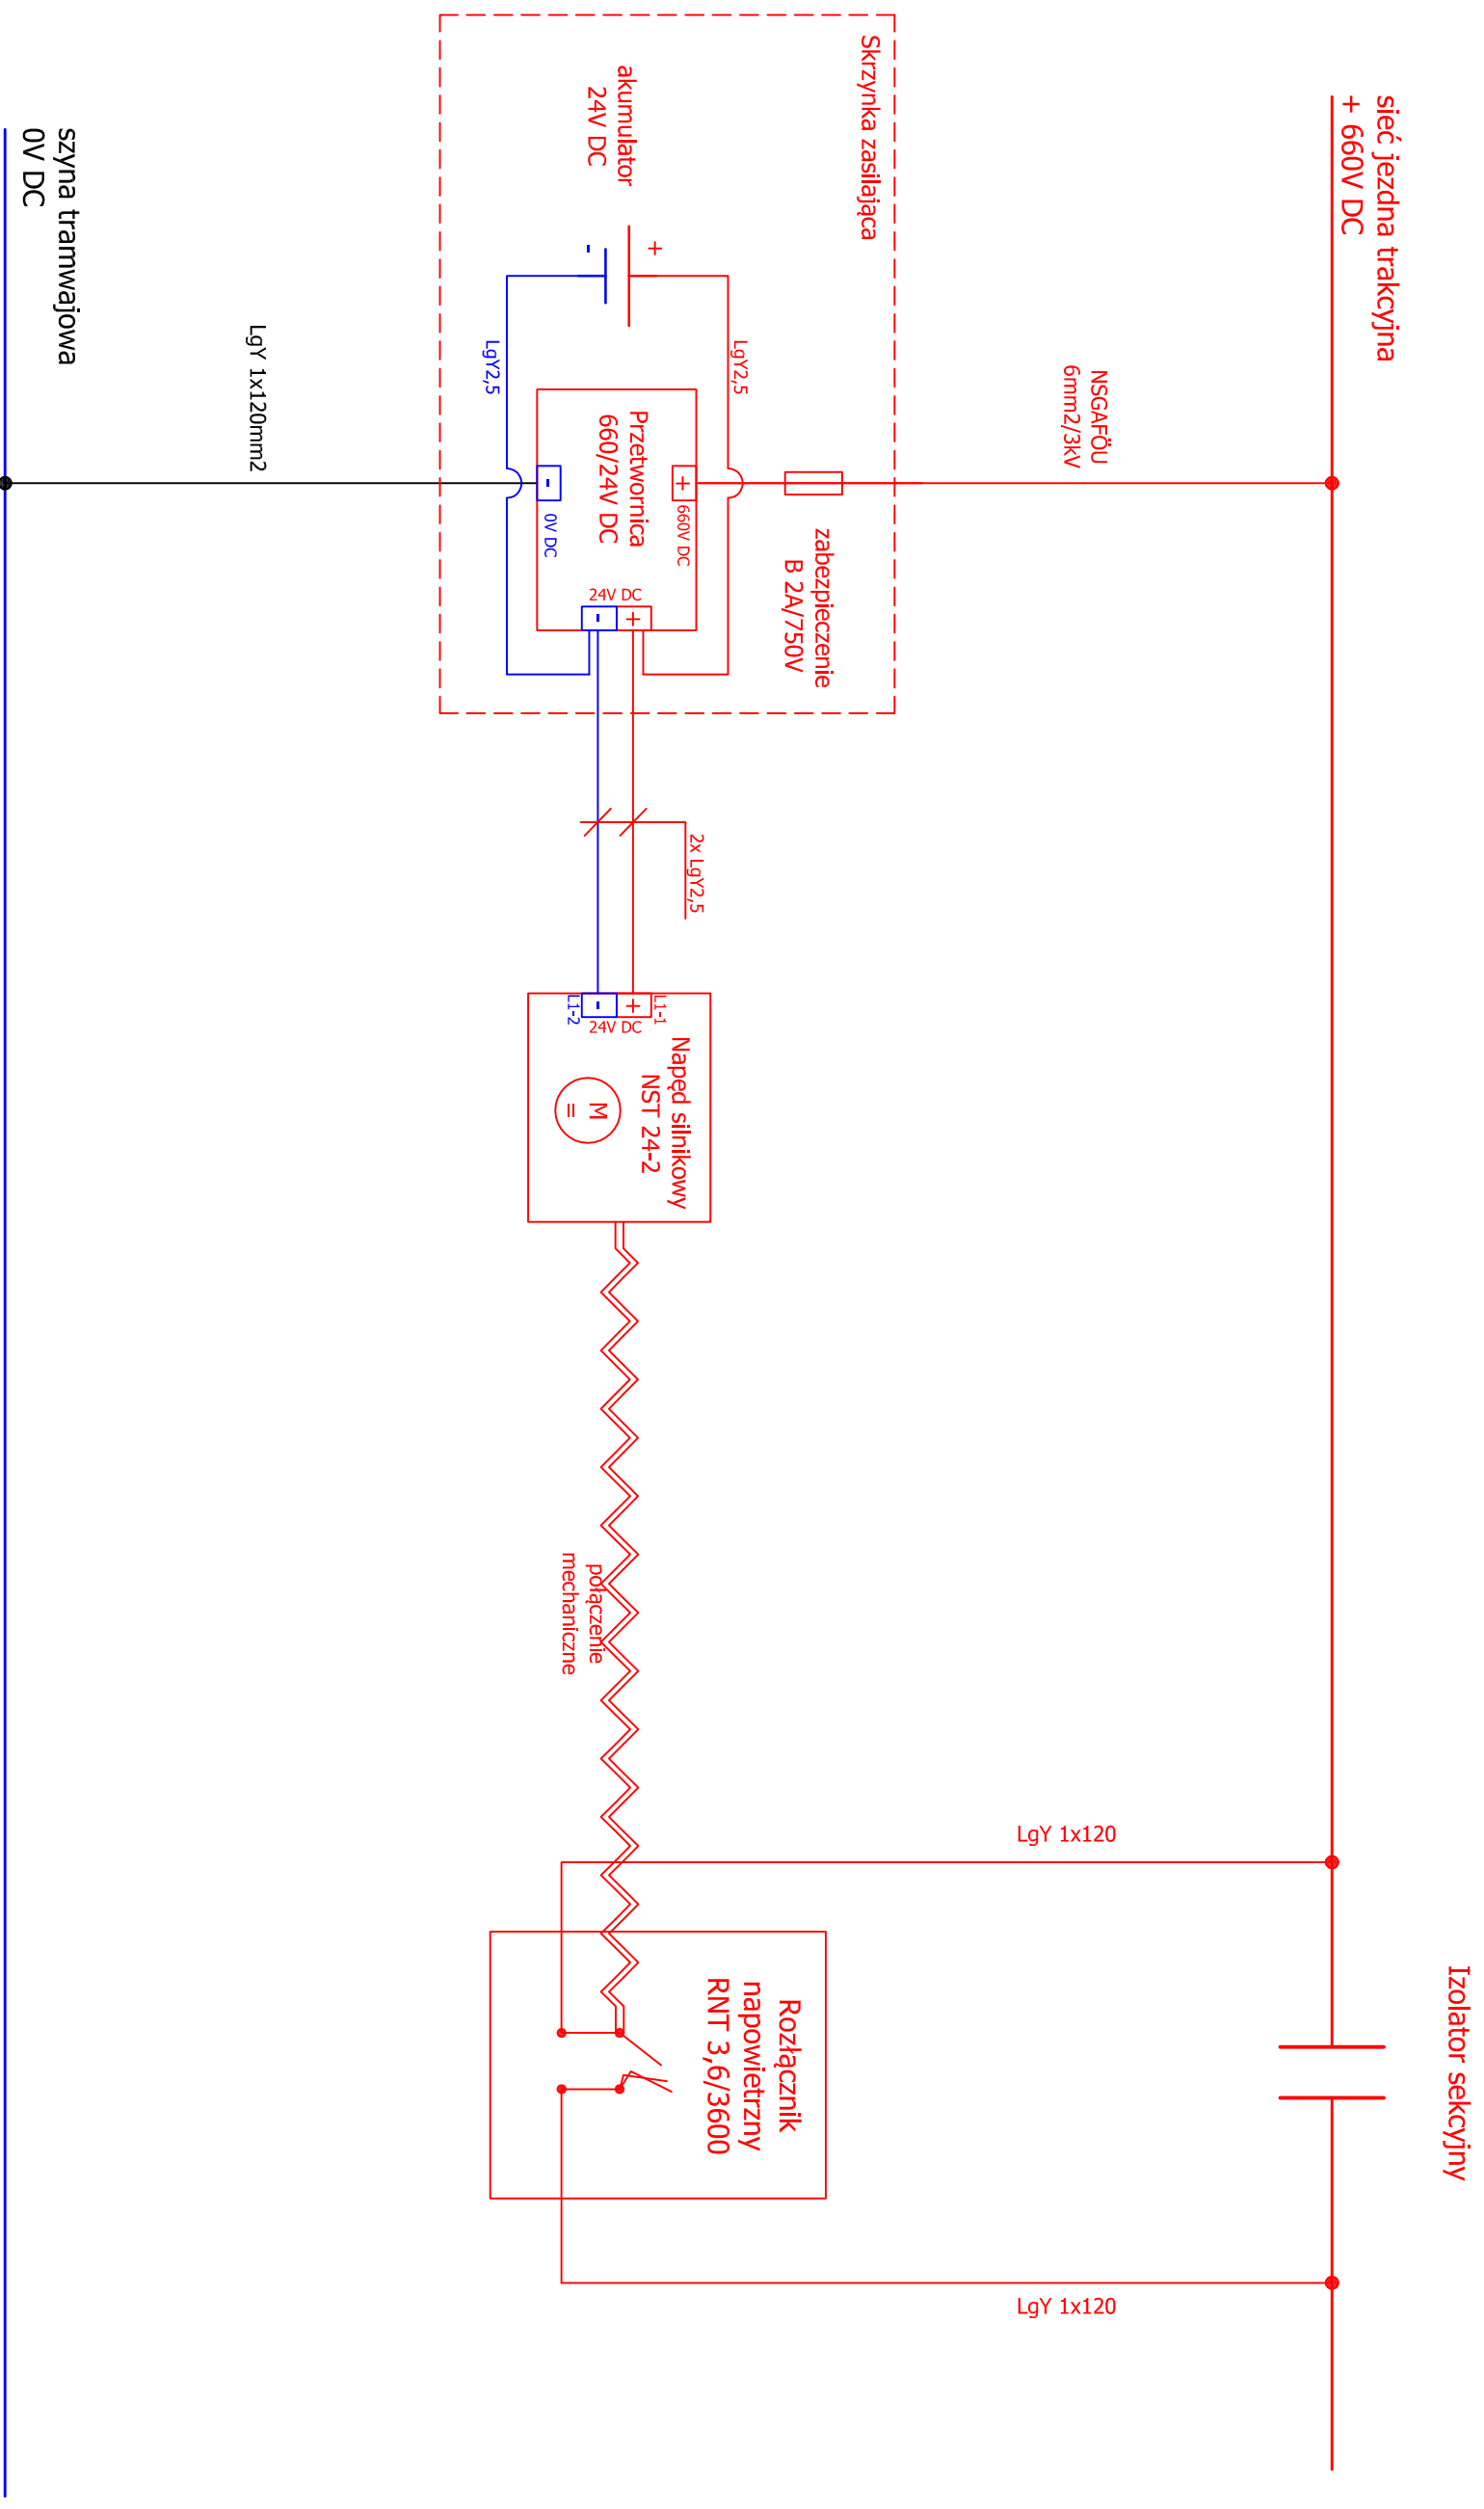 Izolator sekcyjny
sieć jezdna trakcyjna
+ 660V DC
NSGAFÖU
6mm2/3kV
LgY 1x120
LgY 1x120
Skrzynka zasilająca
zabezpieczenie
B 2A/750V
akumulator
24V DC
+
-
LgY2,5
LgY2,5
Przetwornica
660/24V DC
+
660V DC
-
0V DC
24V DC
+
-
2x LgY2,5
L1-1
+
-
L1-2
24V DC
Napęd silnikowy
NST 24-2
M
=
połączenie
mechaniczne
Rozłącznik
napowietrzny
RNT 3,6/3600
LgY 1x120mm2
szyna tramwajowa
0V DC